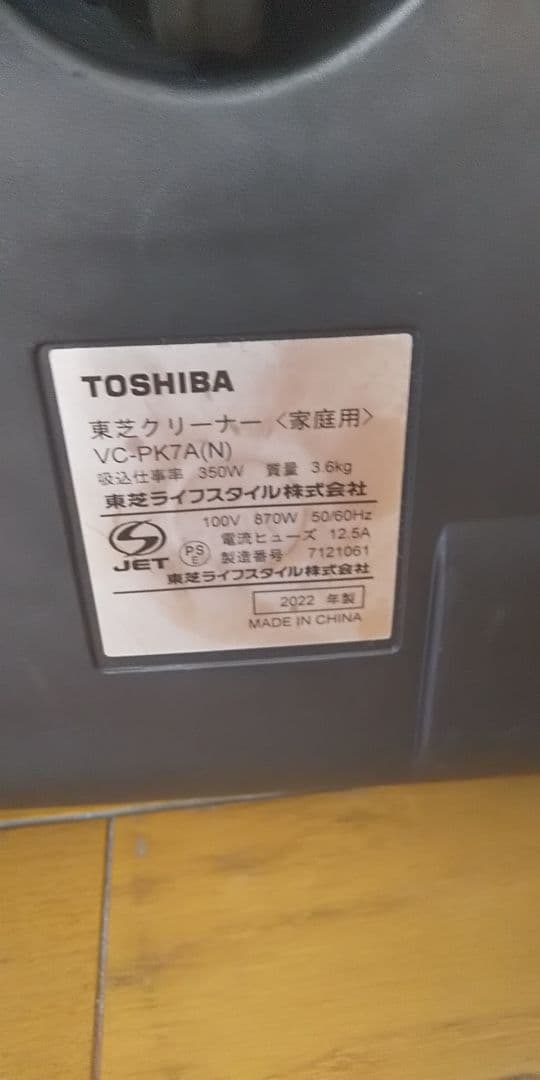 TOSHIBA
東芝クリーナー〈家庭用〉
VC-PK7A(N)
吸込仕事率 350W 質量 3.6kg
東芝ライフスタイル株式会社
100V 870W 50/60Hz
電流ヒューズ 12.5A
JET PS E 製造番号 7121061
東芝ライフスタイル株式会社
2022 年製
MADE IN CHINA